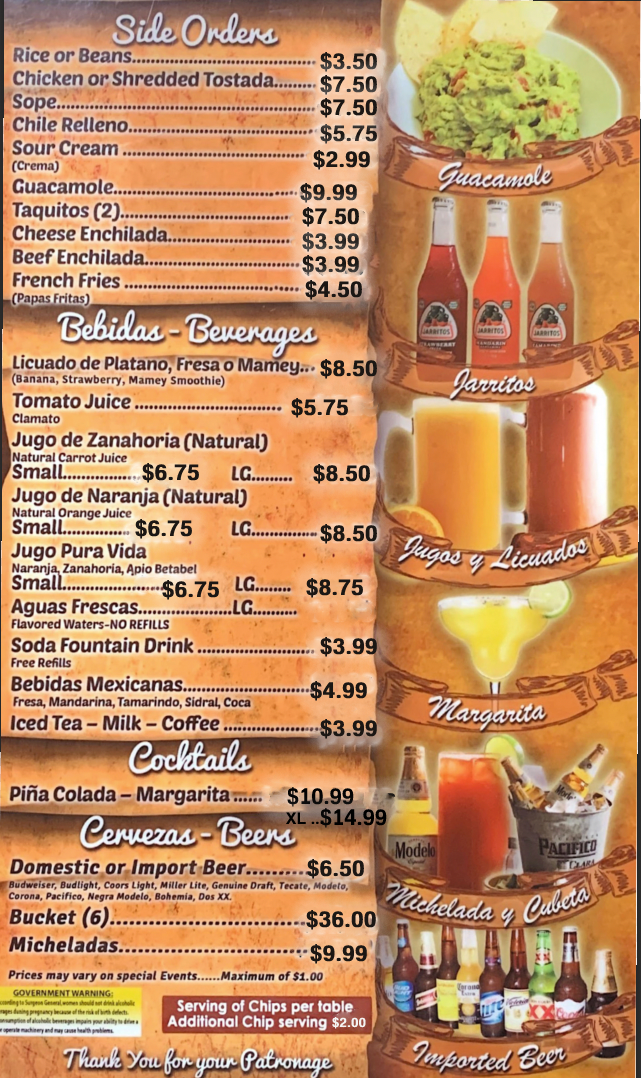 Side Orders
Rice or Beans............ $3.50
Chicken or Shredded Tostada...... $7.50
Sope............ $7.50
Chile Relleno............ $5.75
Sour Cream ............ $2.99
(Crema)
Guacamole............ $9.99
Taquitos (2)............ $7.50
Cheese Enchilada............ $3.99
Beef Enchilada............ $3.99
French Fries ............ $4.50
(Papas Fritas)
Guacamole
Bebidas - Beverages
Licuado de Platano, Fresa o Mamey... $8.50
(Banana, Strawberry, Mamey Smoothie)
Tomato Juice ............ $5.75
Clamato
Jugo de Zanahoria (Natural)
Natural Carrot Juice
Small............ $6.75 LG......... $8.50
Jugo de Naranja (Natural)
Natural Orange Juice
Small............ $6.75 LG............ $8.50
Jugo Pura Vida
Naranja, Zanahoria, Apio Betabel
Small............ $6.75 LG........ $8.75
Aguas Frescas............LG.........
Flavored Waters-NO REFILLS
Soda Fountain Drink ............ $3.99
Free Refills
Bebidas Mexicanas............ $4.99
Fresa, Mandarina, Tamarindo, Sidral, Coca
Iced Tea – Milk – Coffee ............ $3.99
JARRITOS
JARRITOS
JARRITOS
Jarritos
Jugos y Licuados
Margarita
Cocktails
Piña Colada – Margarita ...... $10.99
XL ..$14.99
Cervezas - Beers
Domestic or Import Beer......... $6.50
Budweiser, Budlight, Coors Light, Miller Lite, Genuine Draft, Tecate, Modelo,
Corona, Pacifico, Negra Modelo, Bohemia, Dos XX.
Bucket (6)............ $36.00
Micheladas............ $9.99
Prices may vary on special Events......Maximum of $1.00
Modelo
PACIFICO
CLARA
Michelada y Cubeta
GOVERNMENT WARNING:
ccording to Surgeon General, women should not drink alcoholic
rages during pregnancy because of the risk of birth defects.
onsumption of alcoholic beverages impairs your ability to drive a
r operate machinery and may cause health problems.
Serving of Chips per table
Additional Chip serving $2.00
Thank You for your Patronage
Imported Beer